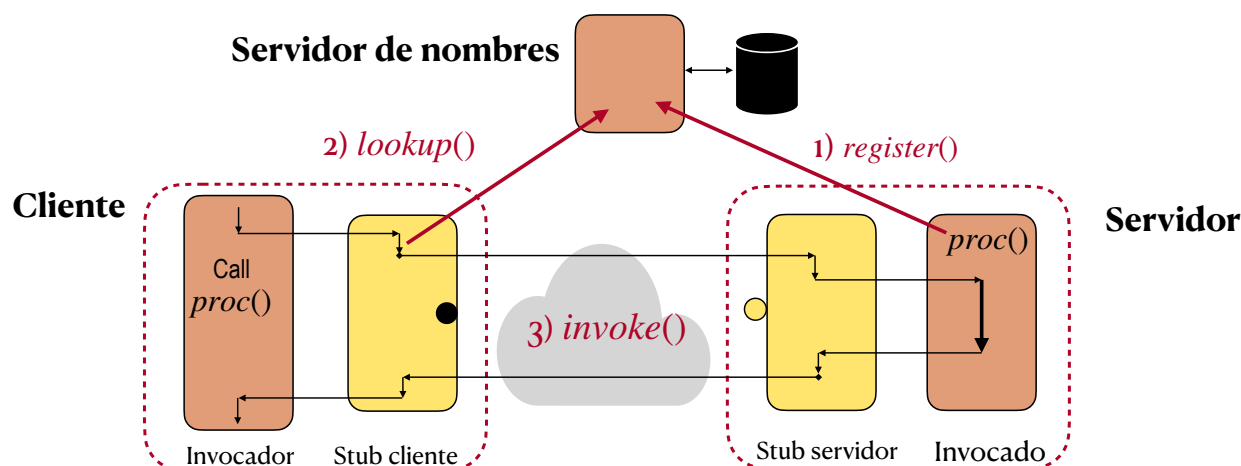 Servidor de nombres
2) lookup()
1) register()
Cliente
Servidor
Call
proc()
proc()
3) invoke()
Invocador
Stub cliente
Stub servidor
Invocado